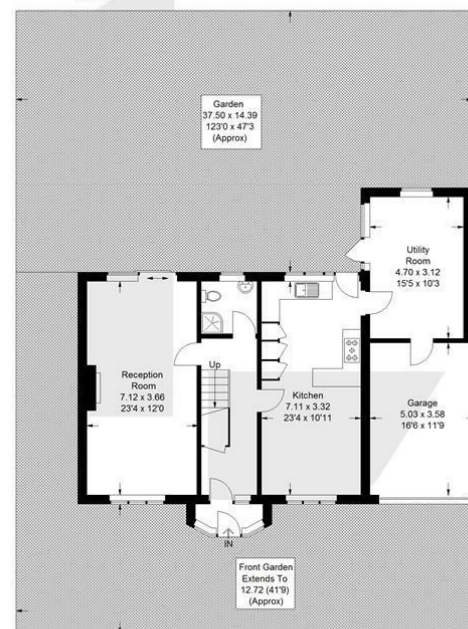 Garden
37.50 x 14.39
123'0 x 47'3
(Approx)
Utility
Room
4.70 x 3.12
15'5 x 10'3
Up
Reception
Room
7.12 x 3.66
23'4 x 12'0
Kitchen
7.11 x 3.32
23'4 x 10'11
Garage
5.03 x 3.58
16'6 x 11'9
IN
Front Garden
Extends To
12.72 (41'9)
(Approx)